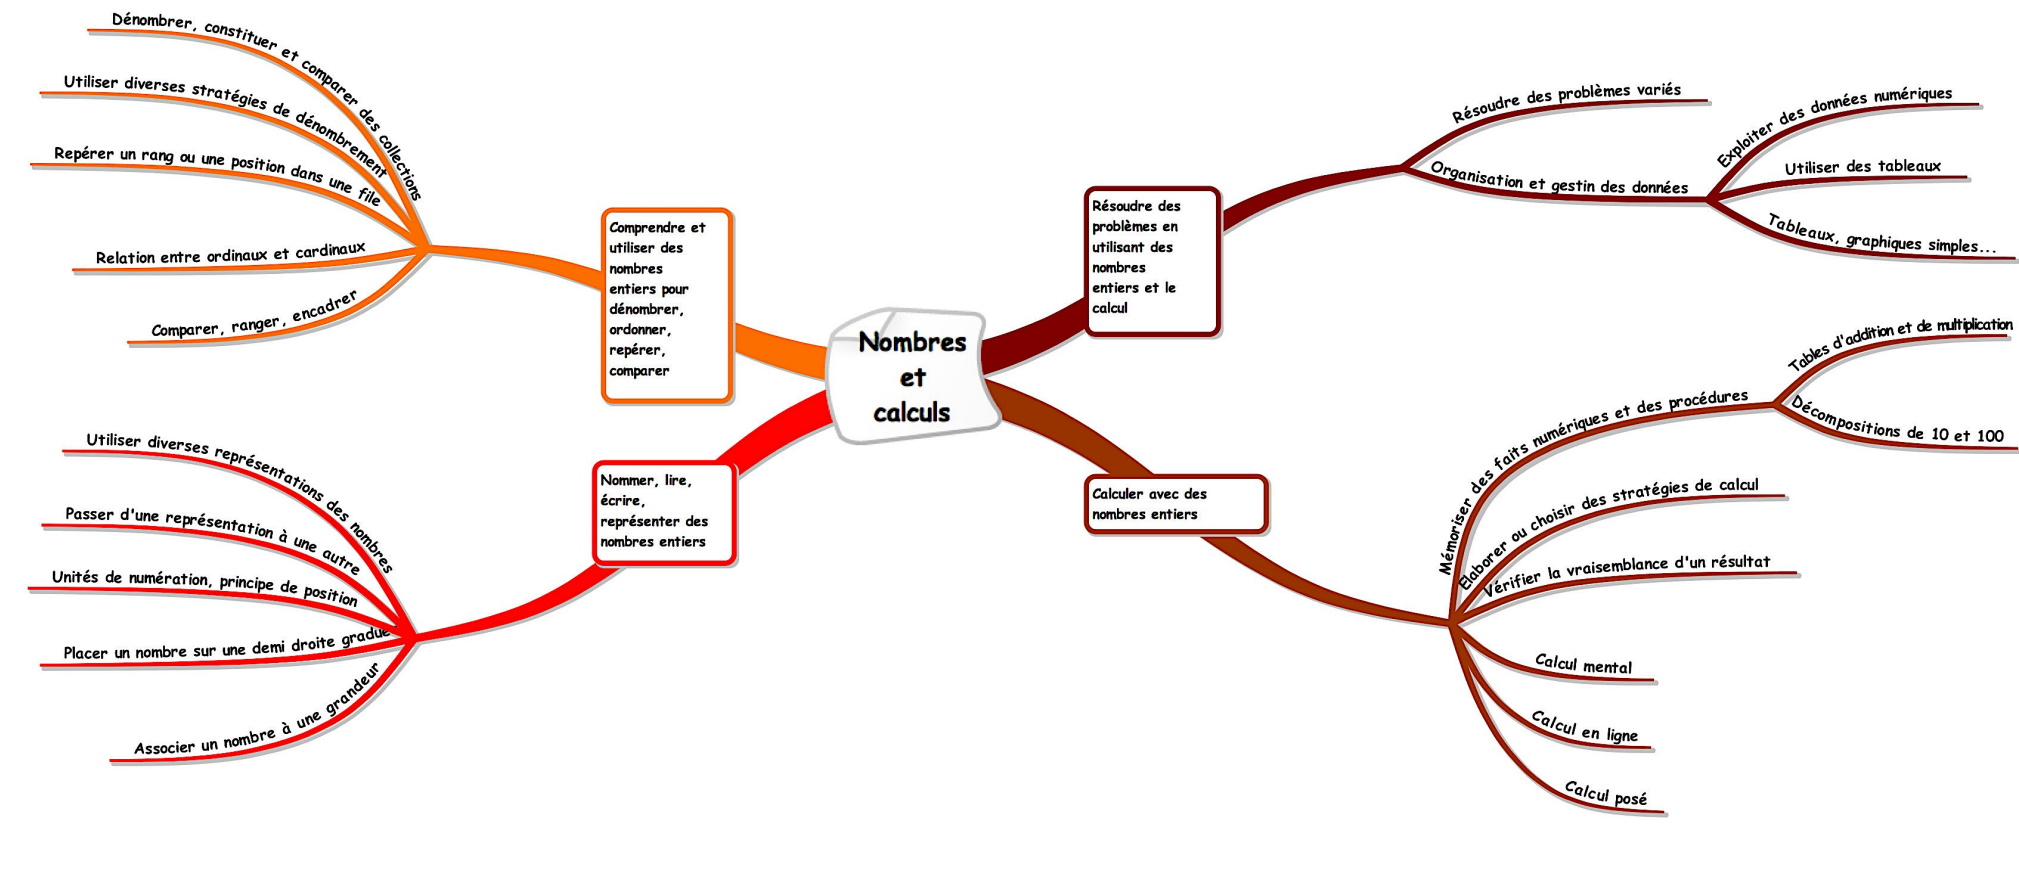 Nombres
et
calculs
Comprendre et
utiliser des
nombres
entiers pour
dénombrer,
ordonner,
repérer,
comparer
Dénombrer, constituer et comparer des collections
Utiliser diverses stratégies de dénombrement
Repérer un rang ou une position dans une file
Relation entre ordinaux et cardinaux
Comparer, ranger, encadrer
Nommer, lire,
écrire,
représenter des
nombres entiers
Utiliser diverses représentations des nombres
Passer d'une représentation à une autre
Unités de numération, principe de position
Placer un nombre sur une demi droite gradue
Associer un nombre à une grandeur
Résoudre des
problèmes en
utilisant des
nombres
entiers et le
calcul
Résoudre des problèmes variés
Organisation et gestin des données
Exploiter des données numériques
Utiliser des tableaux
Tableaux, graphiques simples...
Calculer avec des
nombres entiers
Mémoriser des faits numériques et des procédures
Tables d'addition et de multiplication
Décompositions de 10 et 100
Elaborer ou choisir des stratégies de calcul
Vérifier la vraisemblance d'un résultat
Calcul mental
Calcul en ligne
Calcul posé